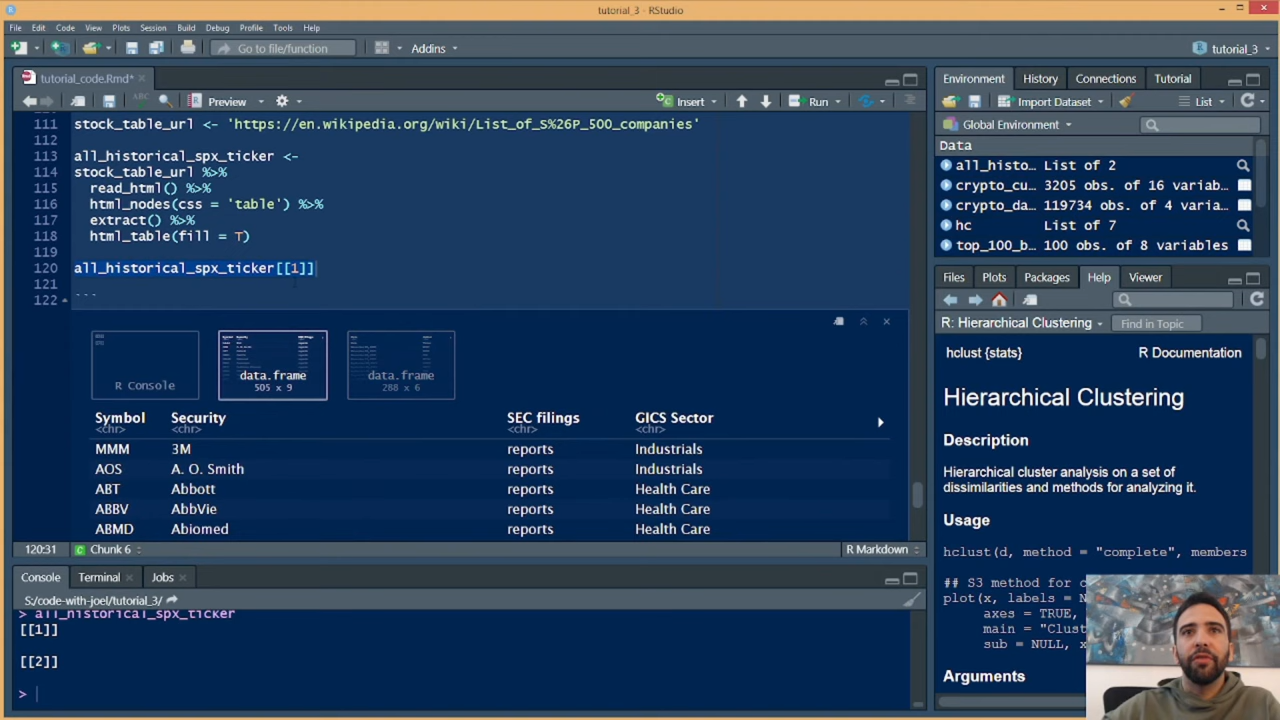 tutorial_3 - RStudio
File Edit Code View Plots Session Build Debug Profile Tools Help
Go to file/function Addins tutorial_3
tutorial_code.Rmd*
Preview Insert Run
111 stock_table_url <- 'https://en.wikipedia.org/wiki/List_of_S%26P_500_companies'
112
113 all_historical_spx_ticker <-
114 stock_table_url %>%
115 read_html() %>%
116 html_nodes(css = 'table') %>%
117 extract() %>%
118 html_table(fill = T)
119
120 all_historical_spx_ticker[[1]]
121
122 ```
R Console
data.frame
505 x 9
data.frame
288 x 6
Symbol Security SEC filings GICS Sector
<chr> <chr> <chr> <chr>
MMM 3M reports Industrials
AOS A. O. Smith reports Industrials
ABT Abbott reports Health Care
ABBV AbbVie reports Health Care
ABMD Abiomed reports Health Care
120:31 Chunk 6 R Markdown
Console Terminal Jobs
S:/code-with-joel/tutorial_3/
> all_historical_spx_ticker
[[1]]
[[2]]
>
Environment History Connections Tutorial
Import Dataset List
Global Environment
Data
all_histo… List of 2
crypto_cu… 3205 obs. of 16 variab…
crypto_da… 119734 obs. of 4 varia…
hc List of 7
top_100_b… 100 obs. of 8 variables
Files Plots Packages Help Viewer
R: Hierarchical Clustering Find in Topic
hclust {stats} R Documentation
Hierarchical Clustering
Description
Hierarchical cluster analysis on a set of
dissimilarities and methods for analyzing it.
Usage
hclust(d, method = "complete", members
## S3 method for c
plot(x, labels = N
axes = TRUE,
main = "Clus
sub = NULL, x
Arguments